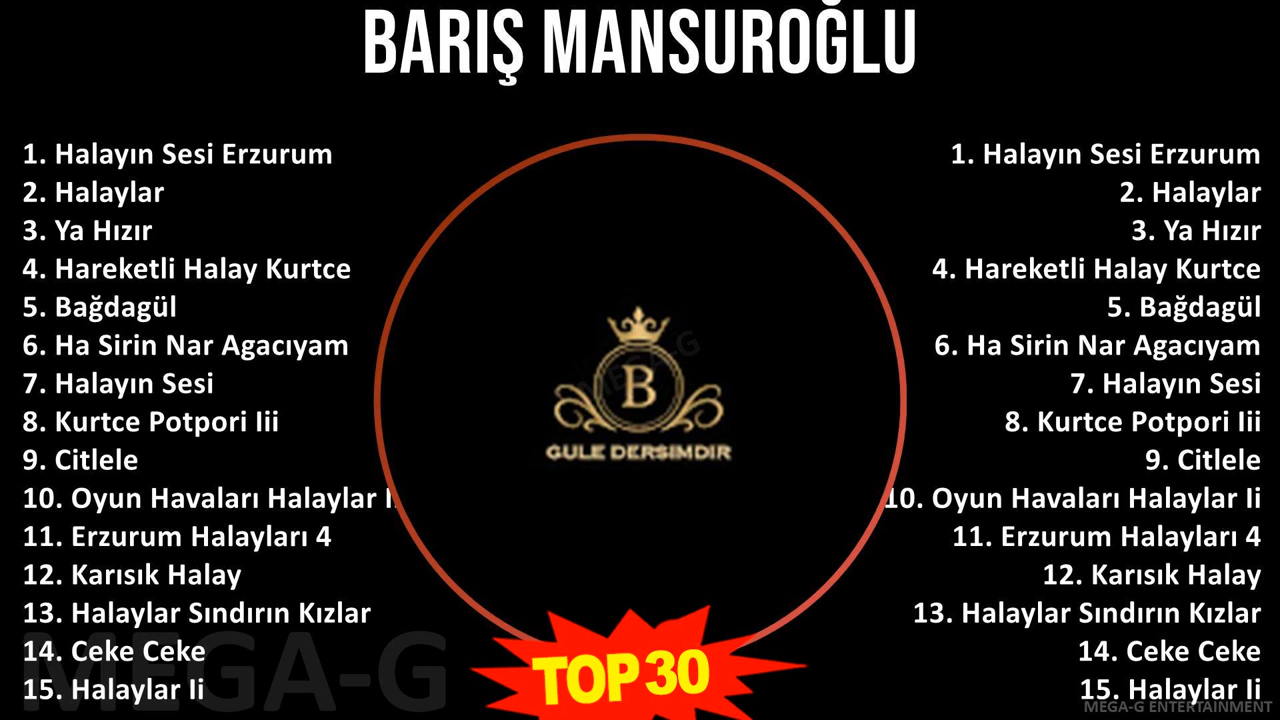 BARIŞ MANSUROĞLU
1. Halayın Sesi Erzurum
2. Halaylar
3. Ya Hızır
4. Hareketli Halay Kurtce
5. Bağdagül
6. Ha Sirin Nar Agacıyam
7. Halayın Sesi
8. Kurtce Potpori Iii
9. Citlele
10. Oyun Havaları Halaylar I
11. Erzurum Halayları 4
12. Karısık Halay
13. Halaylar Sındırın Kızlar
14. Ceke Ceke
15. Halaylar Ii
MEGA-G
B
GULE DERSIMDIR
MEGA-G
TOP 30
1. Halayın Sesi Erzurum
2. Halaylar
3. Ya Hızır
4. Hareketli Halay Kurtce
5. Bağdagül
6. Ha Sirin Nar Agacıyam
7. Halayın Sesi
8. Kurtce Potpori Iii
9. Citlele
10. Oyun Havaları Halaylar Ii
11. Erzurum Halayları 4
12. Karısık Halay
13. Halaylar Sındırın Kızlar
14. Ceke Ceke
15. Halaylar Ii
MEGA-G ENTERTAINMENT